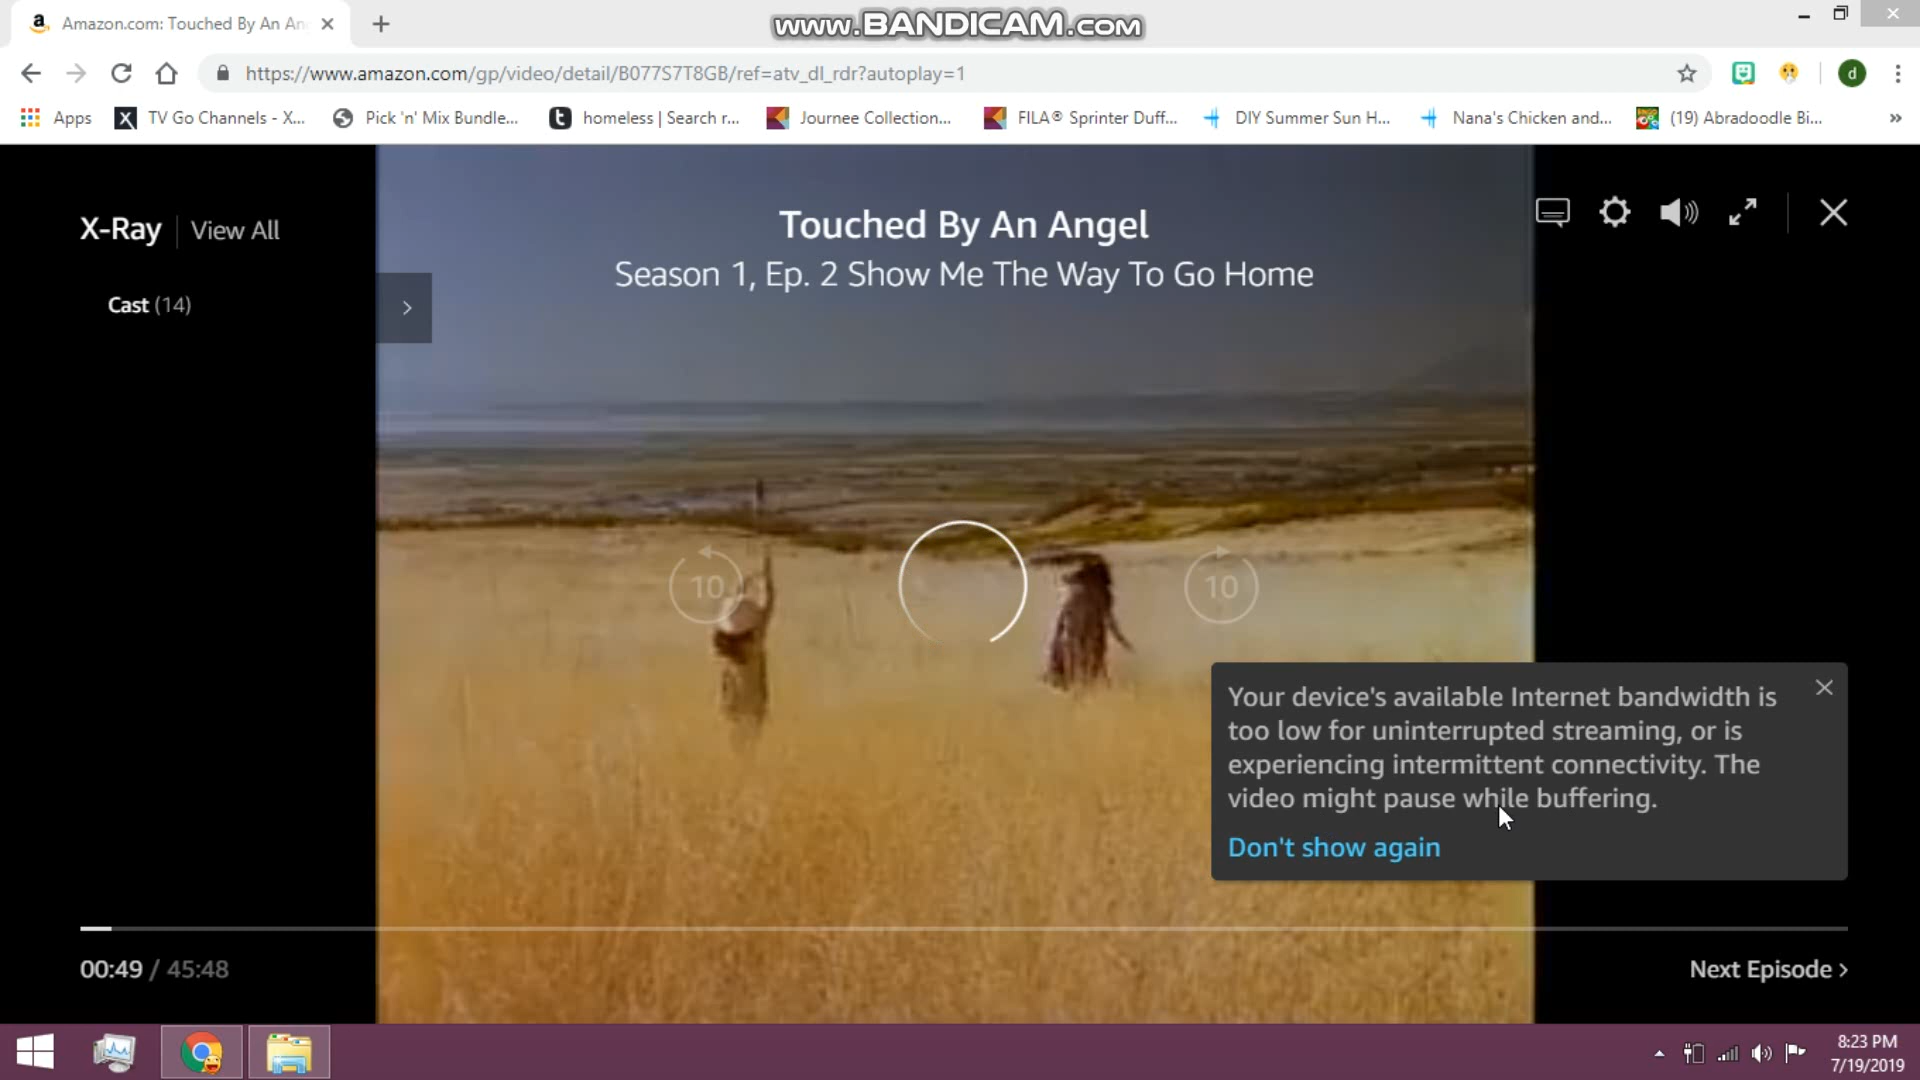 Amazon.com: Touched By An An
www.BANDICAM.com
https://www.amazon.com/gp/video/detail/B077S7T8GB/ref=atv_dl_rdr?autoplay=1
d
Apps
TV Go Channels - X...
Pick 'n' Mix Bundle...
homeless | Search r...
Journee Collection...
FILA® Sprinter Duff...
DIY Summer Sun H...
Nana's Chicken and...
(19) Abradoodle Bi...
X-Ray
View All
Touched By An Angel
Season 1, Ep. 2 Show Me The Way To Go Home
Cast (14)
10
10
Your device's available Internet bandwidth is
too low for uninterrupted streaming, or is
experiencing intermittent connectivity. The
video might pause while buffering.
Don't show again
00:49 / 45:48
Next Episode
8:23 PM
7/19/2019